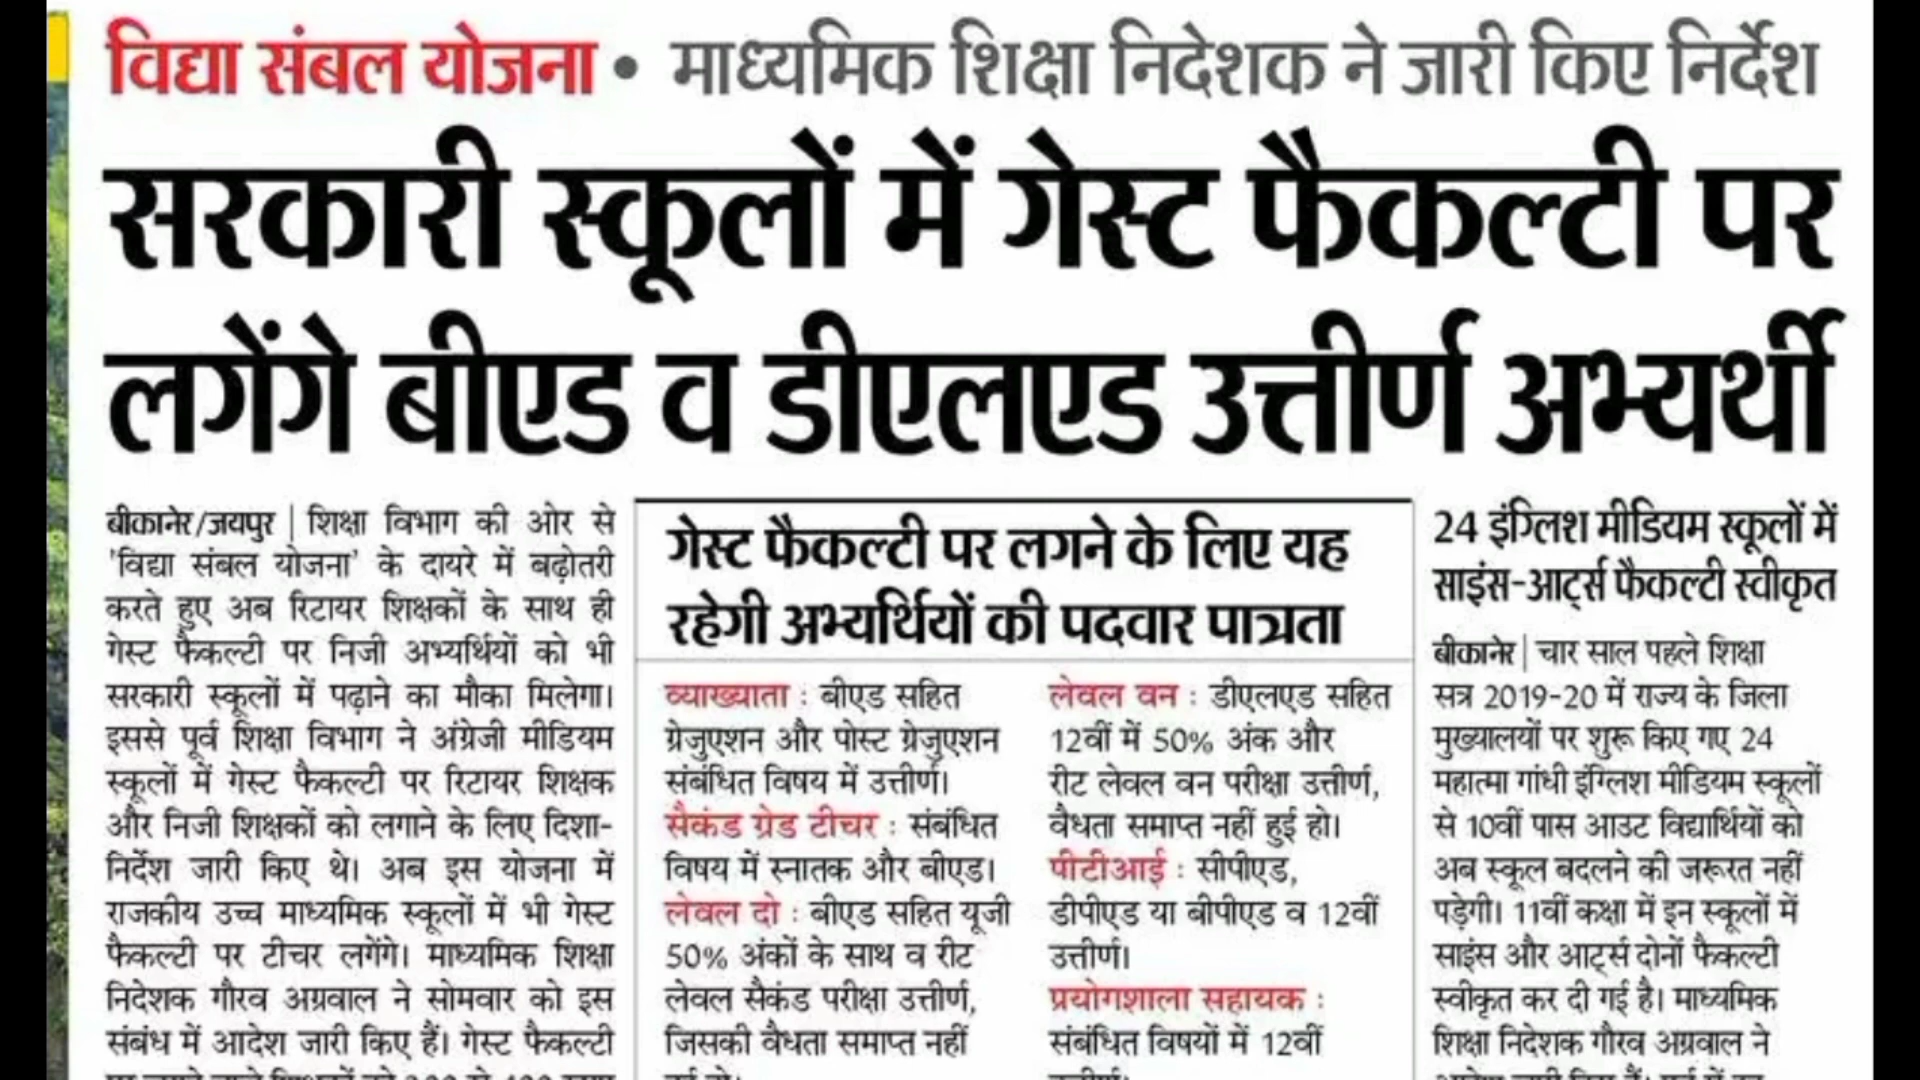 विद्या संबल योजना • माध्यमिक शिक्षा निदेशक ने जारी किए निर्देश
सरकारी स्कूलों में गेस्ट फैकल्टी पर
लगेंगे बीएड व डीएलएड उत्तीर्ण अभ्यर्थी
बीकानेर/जयपुर | शिक्षा विभाग की ओर से
'विद्या संबल योजना' के दायरे में बढ़ोतरी
करते हुए अब रिटायर शिक्षकों के साथ ही
गेस्ट फैकल्टी पर निजी अभ्यर्थियों को भी
सरकारी स्कूलों में पढ़ाने का मौका मिलेगा।
इससे पूर्व शिक्षा विभाग ने अंग्रेजी मीडियम
स्कूलों में गेस्ट फैकल्टी पर रिटायर शिक्षक
और निजी शिक्षकों को लगाने के लिए दिशा-
निर्देश जारी किए थे। अब इस योजना में
राजकीय उच्च माध्यमिक स्कूलों में भी गेस्ट
फैकल्टी पर टीचर लगेंगे। माध्यमिक शिक्षा
निदेशक गौरव अग्रवाल ने सोमवार को इस
संबंध में आदेश जारी किए हैं। गेस्ट फैकल्टी
गेस्ट फैकल्टी पर लगने के लिए यह
रहेगी अभ्यर्थियों की पदवार पात्रता
व्याख्याता : बीएड सहित
ग्रेजुएशन और पोस्ट ग्रेजुएशन
संबंधित विषय में उत्तीर्ण।
सैकंड ग्रेड टीचर : संबंधित
विषय में स्नातक और बीएड।
लेवल दो : बीएड सहित यूजी
50% अंकों के साथ व रीट
लेवल सैकंड परीक्षा उत्तीर्ण,
जिसकी वैधता समाप्त नहीं
लेवल वन : डीएलएड सहित
12वीं में 50% अंक और
रीट लेवल वन परीक्षा उत्तीर्ण,
वैधता समाप्त नहीं हुई हो।
पीटीआई : सीपीएड,
डीपीएड या बीपीएड व 12वीं
उत्तीर्ण।
प्रयोगशाला सहायक :
संबंधित विषयों में 12वीं
24 इंग्लिश मीडियम स्कूलों में
साइंस-आर्ट्स फैकल्टी स्वीकृत
बीकानेर | चार साल पहले शिक्षा
सत्र 2019-20 में राज्य के जिला
मुख्यालयों पर शुरू किए गए 24
महात्मा गांधी इंग्लिश मीडियम स्कूलों
से 10वीं पास आउट विद्यार्थियों को
अब स्कूल बदलने की जरूरत नहीं
पड़ेगी। 11वीं कक्षा में इन स्कूलों में
साइंस और आर्ट्स दोनों फैकल्टी
स्वीकृत कर दी गई है। माध्यमिक
शिक्षा निदेशक गौरव अग्रवाल ने